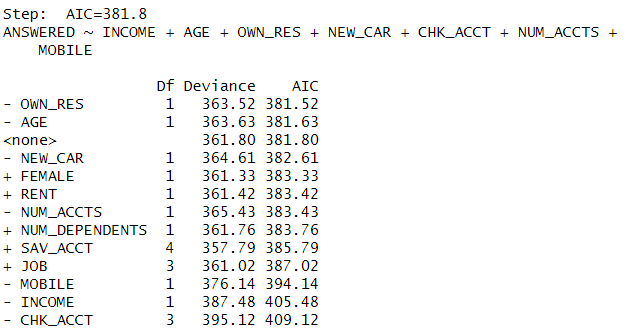 Step:  AIC=381.8
ANSWERED ~ INCOME + AGE + OWN_RES + NEW_CAR + CHK_ACCT + NUM_ACCTS +
    MOBILE

                 Df Deviance    AIC
- OWN_RES         1   363.52 381.52
- AGE             1   363.63 381.63
<none>                361.80 381.80
- NEW_CAR         1   364.61 382.61
+ FEMALE          1   361.33 383.33
+ RENT            1   361.42 383.42
- NUM_ACCTS       1   365.43 383.43
+ NUM_DEPENDENTS  1   361.76 383.76
+ SAV_ACCT        4   357.79 385.79
+ JOB             3   361.02 387.02
- MOBILE          1   376.14 394.14
- INCOME          1   387.48 405.48
- CHK_ACCT        3   395.12 409.12